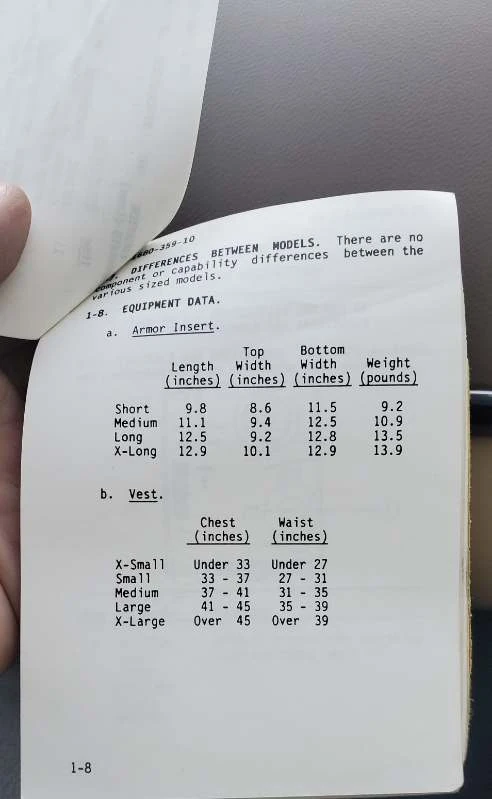 680-359-10
DIFFERENCES BETWEEN MODELS. There are no
component or capability differences between the
various sized models.
1-8. EQUIPMENT DATA.
a. Armor Insert.
Top Bottom
Length Width Width Weight
(inches) (inches) (inches) (pounds)
Short 9.8 8.6 11.5 9.2
Medium 11.1 9.4 12.5 10.9
Long 12.5 9.2 12.8 13.5
X-Long 12.9 10.1 12.9 13.9
b. Vest.
Chest Waist
(inches) (inches)
X-Small Under 33 Under 27
Small 33 - 37 27 - 31
Medium 37 - 41 31 - 35
Large 41 - 45 35 - 39
X-Large Over 45 Over 39
1-8